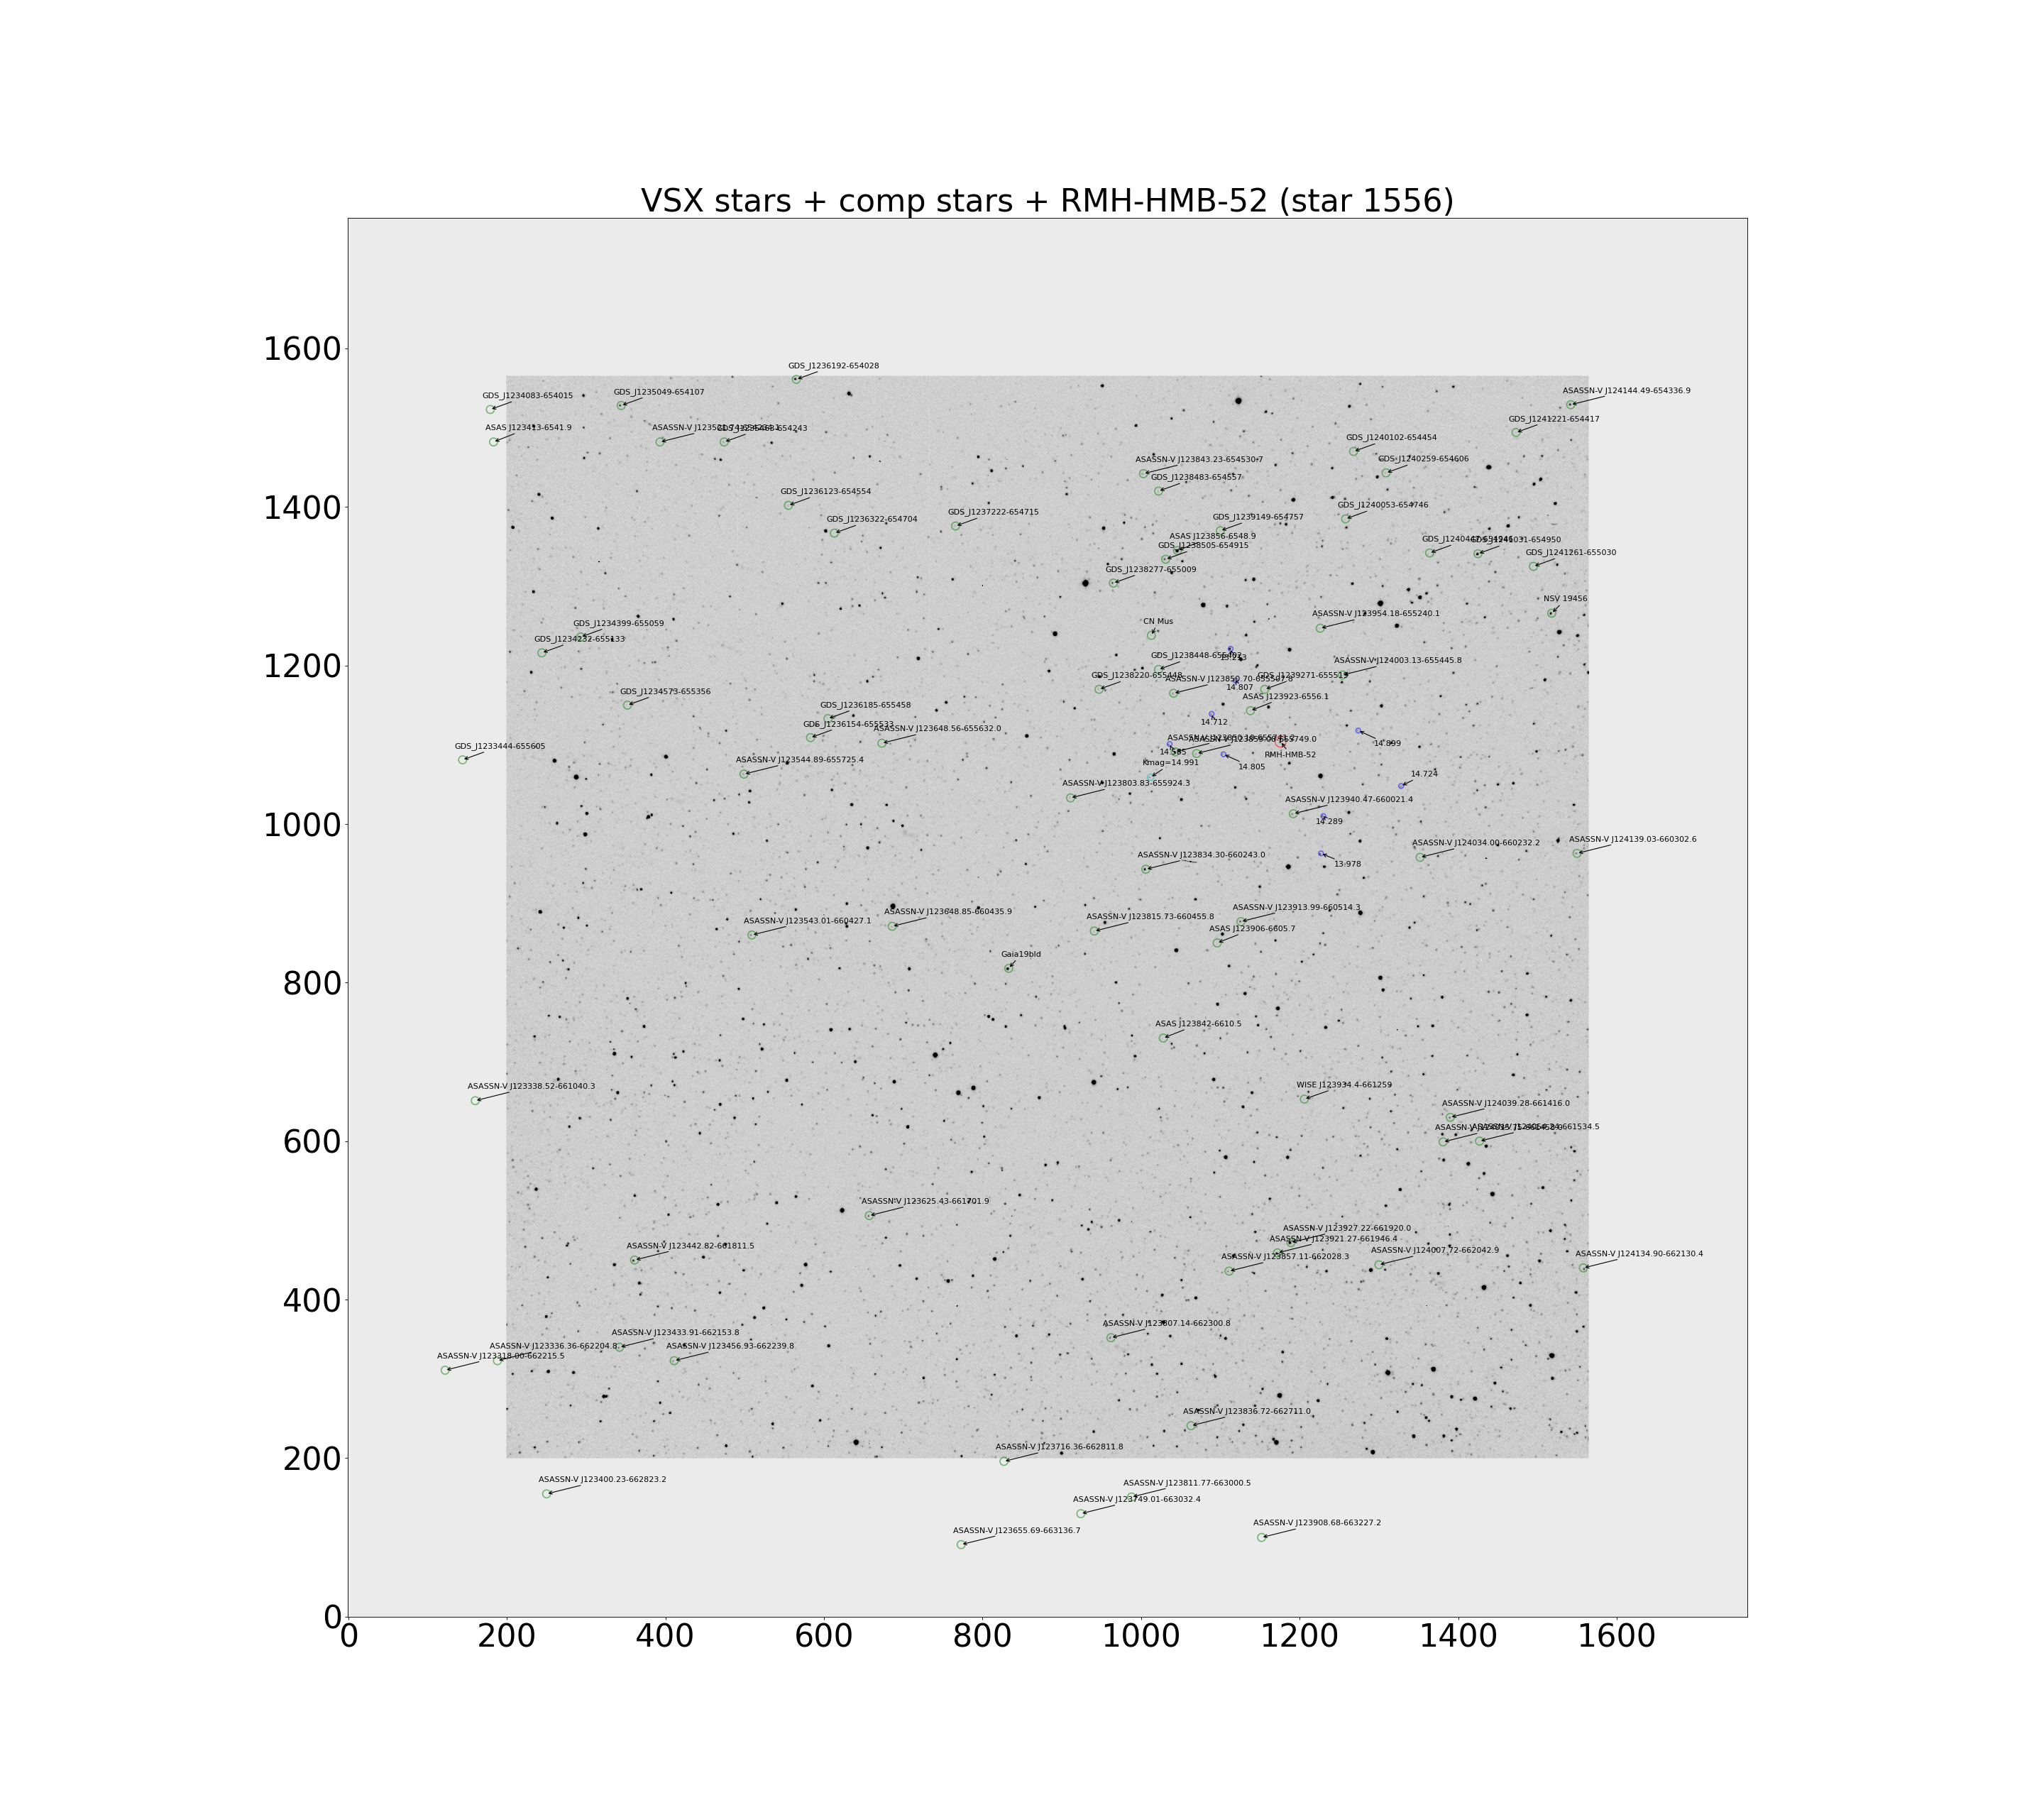 VSX stars + comp stars + RMH-HMB-52 (star 1556)
GDS_J1236192-654028
ASASSN-V J124144.49-654336.9
GDS_J1235049-654107
GDS_J1234083-654015
GDS_J1241221-654417
ASAS J123413-6541.9
GDS_J1240102-654454
ASASSN-V J123843.23-654530.7
GDS_J1240259-654606
GDS_J1238483-654557
GDS_J1236123-654554
GDS_J1240053-654746
GDS_J1237222-654715
GDS_J1239149-654757
GDS_J1236322-654704
ASAS J123856-6548.9
GDS_J1238505-654915
GDS_J1241261-655030
GDS_J1238277-655009
NSV 19456
ASASSN-V J123954.18-655240.1
CN Mus
GDS_J1234399-655059
GDS_J1234232-655133
ASASSN-V J124003.13-655445.8
GDS_J1238220-655448
14.807
GDS_J1234573-655356
ASAS J123923-6556.1
GDS_J1236185-655458
14.712
GDS_J1236154-655533
ASASSN-V J123648.56-655632.0
14.899
GDS_J1233444-655605
RMH-HMB-52
ASASSN-V J123544.89-655725.4
Kmag=14.991
14.805
14.724
ASASSN-V J123803.83-655924.3
ASASSN-V J123940.47-660021.4
14.289
ASASSN-V J124139.03-660302.6
ASASSN-V J124034.00-660232.2
ASASSN-V J123834.30-660243.0
13.978
ASASSN-V J123913.99-660514.3
ASASSN-V J123648.85-660435.9
ASASSN-V J123815.73-660455.8
ASASSN-V J123543.01-660427.1
ASAS J123906-6605.7
Gaia19bld
ASAS J123842-6610.5
WISE J123934.4-661259
ASASSN-V J123338.52-661040.3
ASASSN-V J124039.28-661416.0
ASASSN-V J123625.43-661701.9
ASASSN-V J123927.22-661920.0
ASASSN-V J123921.27-661946.4
ASASSN-V J123442.82-661811.5
ASASSN-V J124007.72-662042.9
ASASSN-V J124134.90-662130.4
ASASSN-V J123857.11-662028.3
ASASSN-V J123807.14-662300.8
ASASSN-V J123433.91-662153.8
ASASSN-V J123336.36-662204.8
ASASSN-V J123456.93-662239.8
ASASSN-V J123318.00-662215.5
ASASSN-V J123836.72-662711.0
ASASSN-V J123716.36-662811.8
ASASSN-V J123400.23-662823.2
ASASSN-V J123811.77-663000.5
ASASSN-V J123749.01-663032.4
ASASSN-V J123908.68-663227.2
ASASSN-V J123655.69-663136.7
1600
1400
1200
1000
800
600
400
200
0
0 200 400 600 800 1000 1200 1400 1600